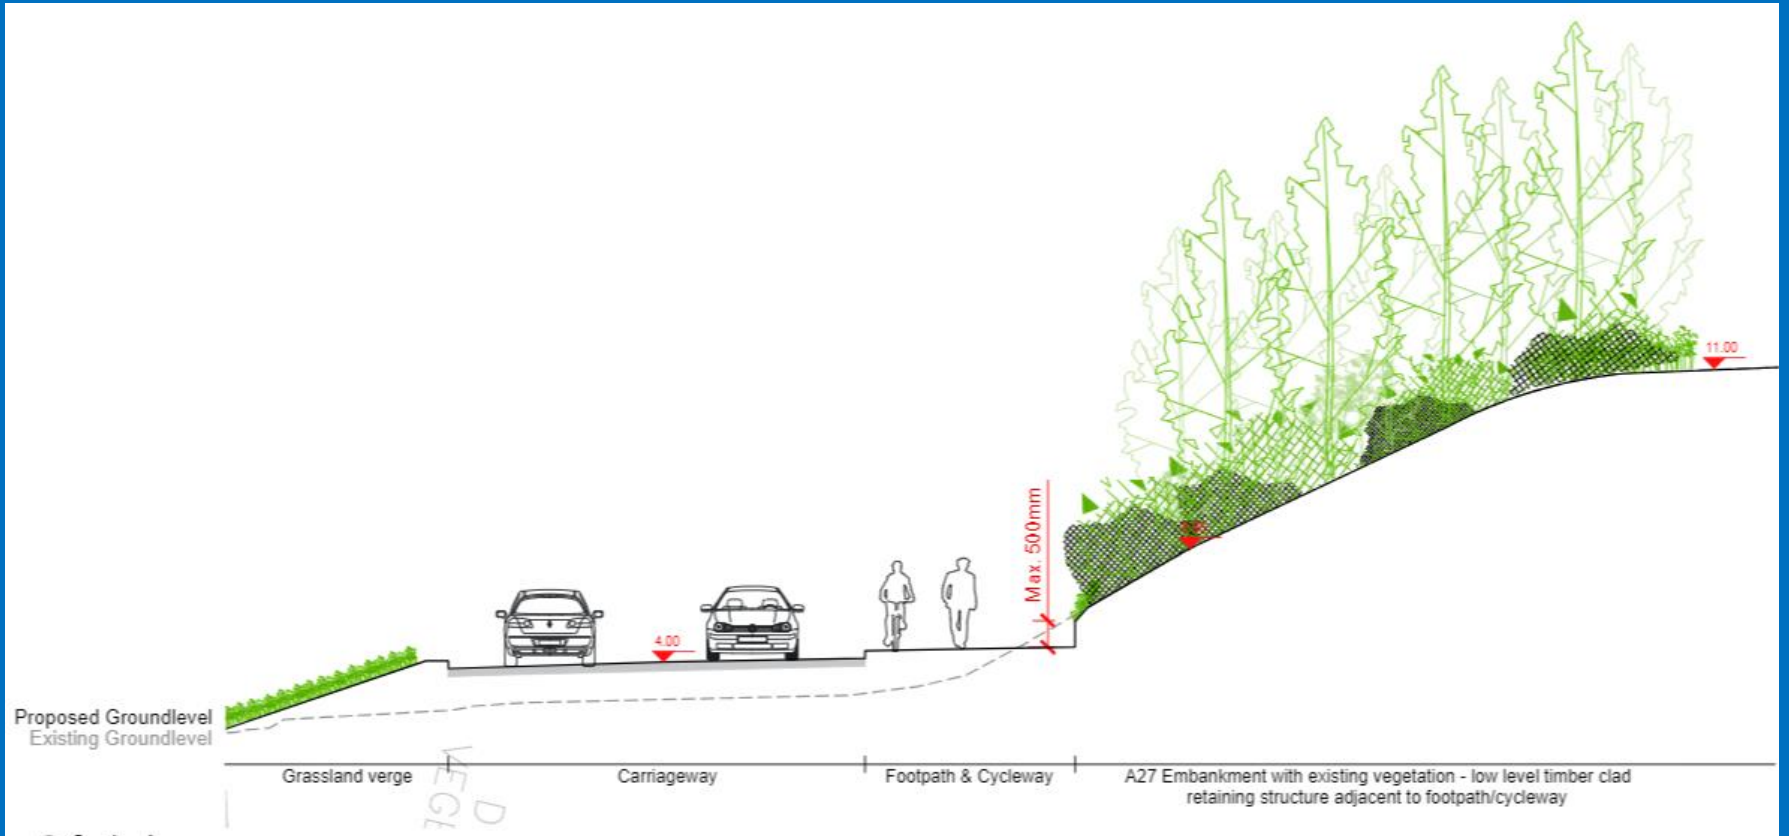 11.00
Max. 500mm
4.00
Proposed Groundlevel
Existing Groundlevel
Grassland verge
Carriageway
Footpath & Cycleway
A27 Embankment with existing vegetation - low level timber clad
retaining structure adjacent to footpath/cycleway